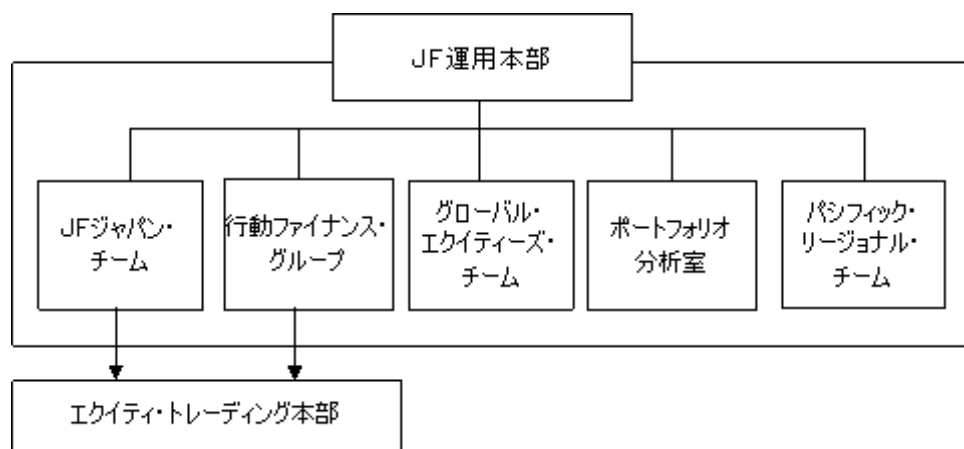 JF運用本部
JFジャパン・
チーム
行動ファイナンス・
グループ
グローバル・
エクイティーズ・
チーム
ポートフォリオ
分析室
パシフィック・
リージョナル・
チーム
エクイティ・トレーディング本部